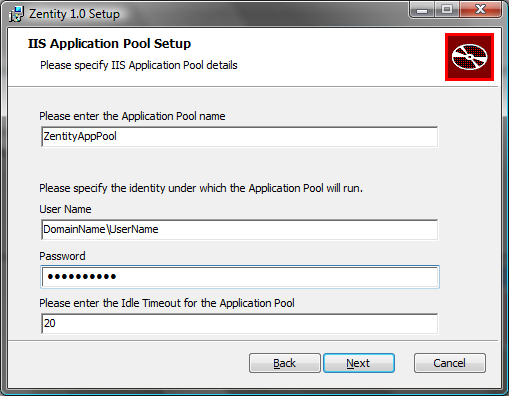 Zentity 1.0 Setup
IIS Application Pool Setup
Please specify IIS Application Pool details
Please enter the Application Pool name
ZentityAppPool
Please specify the identity under which the Application Pool will run.
User Name
DomainName\UserName
Password
••••••••••
Please enter the Idle Timeout for the Application Pool
20
Back Next Cancel